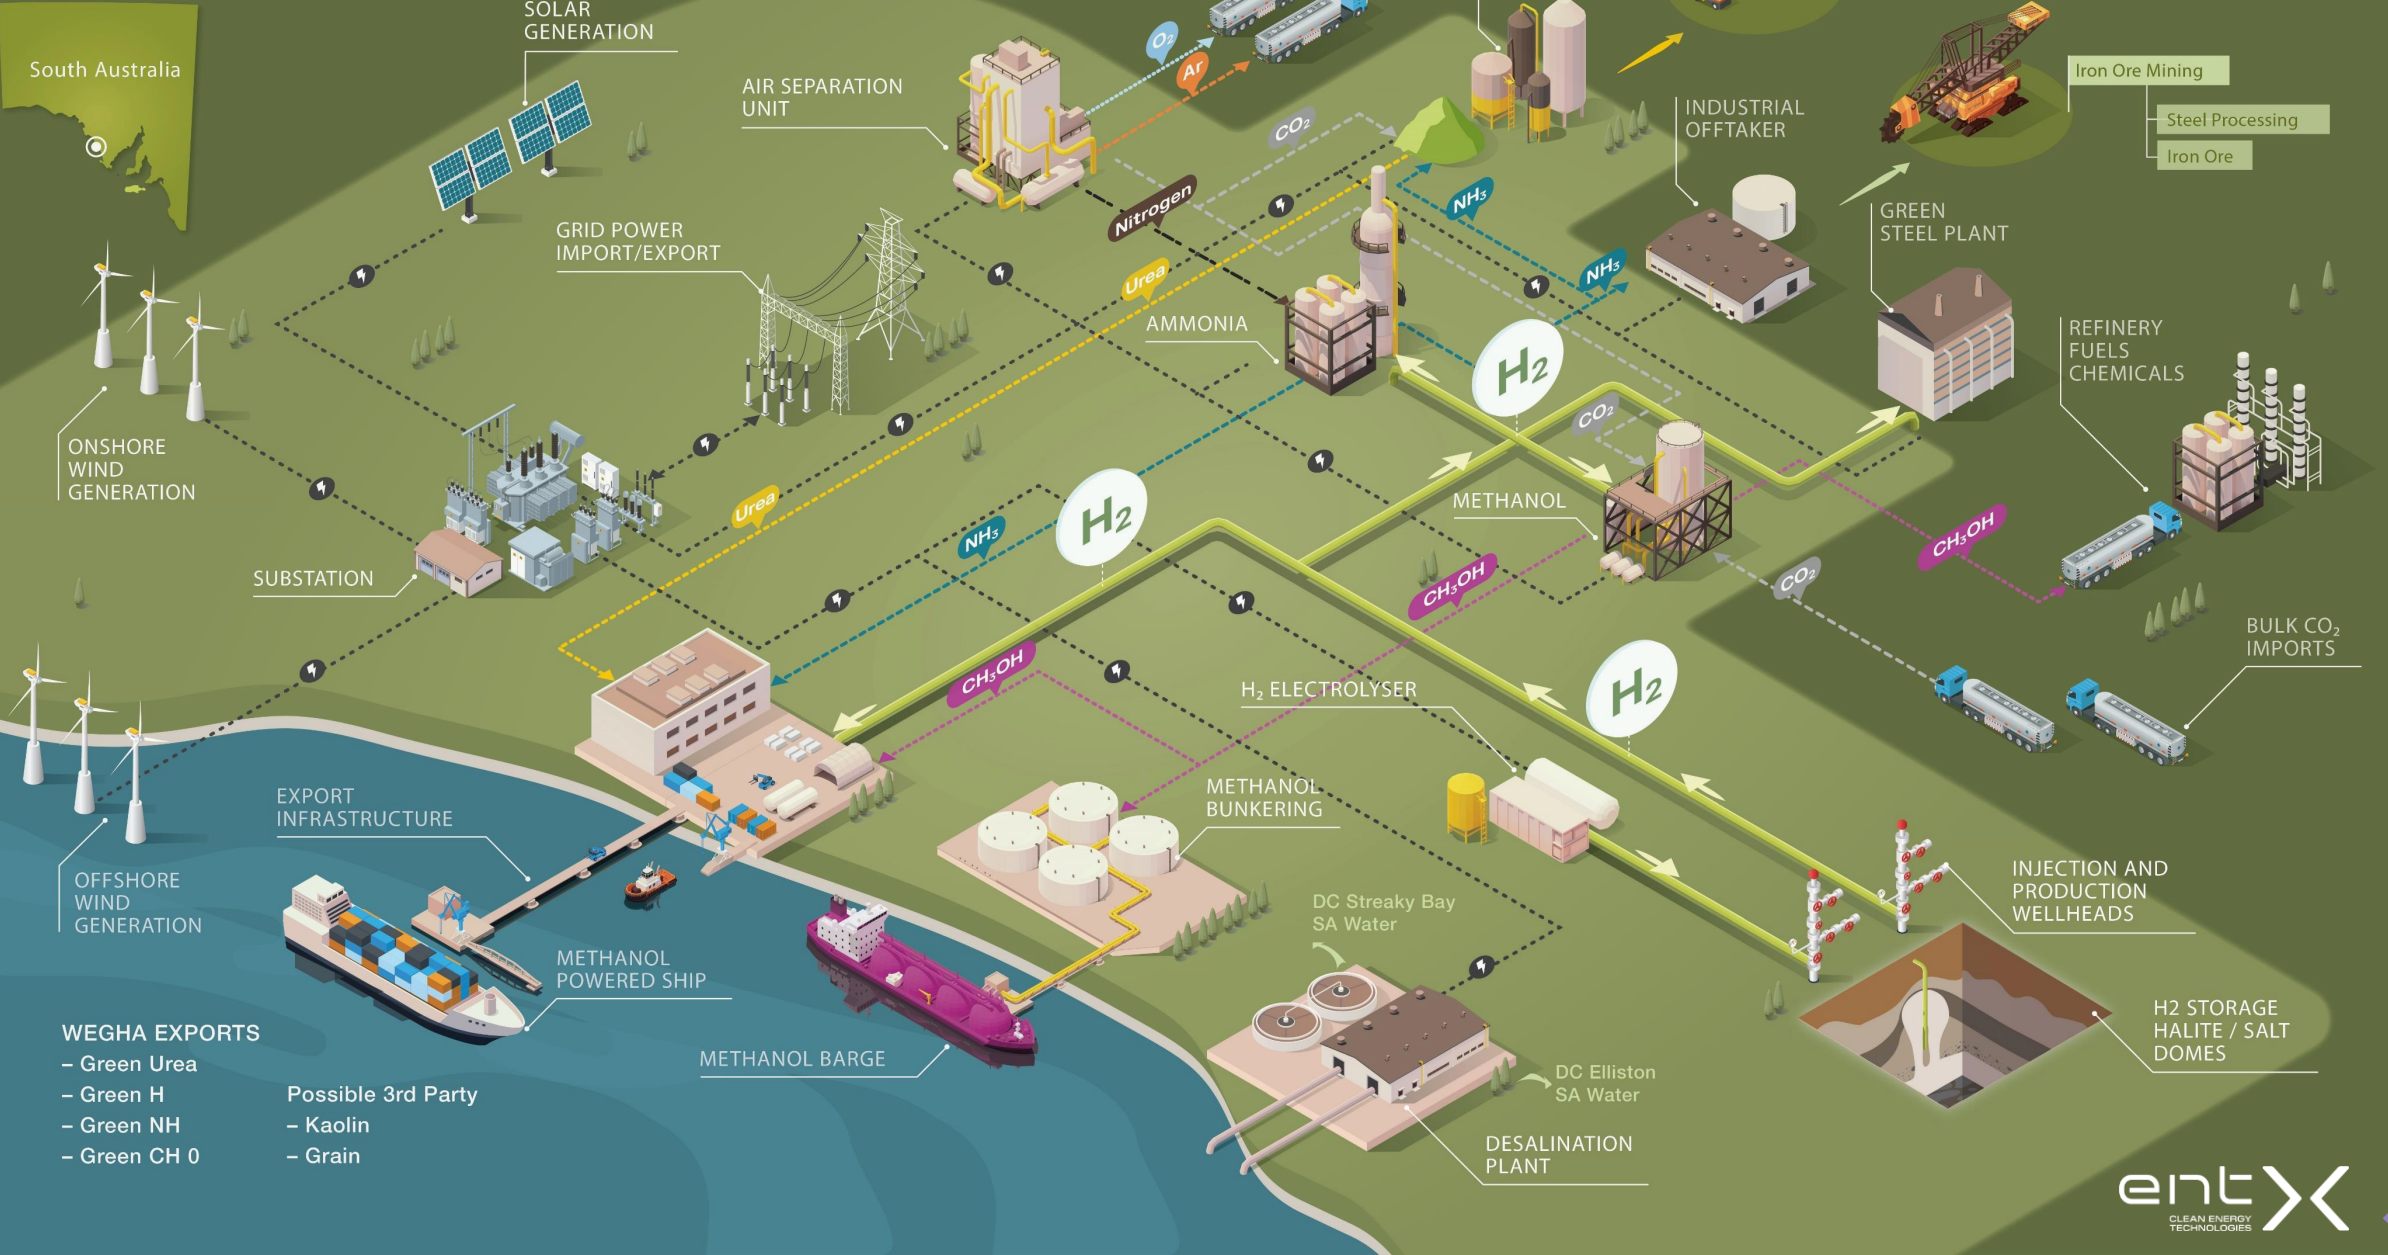 SOLAR
GENERATION
South Australia
AIR SEPARATION
UNIT
O₂
Ar
CO₂
INDUSTRIAL
OFFTAKER
Iron Ore Mining
Steel Processing
Iron Ore
Nitrogen
NH₃
GREEN
STEEL PLANT
GRID POWER
IMPORT/EXPORT
Urea
NH₃
AMMONIA
H₂
REFINERY
FUELS
CHEMICALS
CO₂
ONSHORE
WIND
GENERATION
Urea
H₂
NH₃
METHANOL
CH₃OH
SUBSTATION
CH₃OH
CO₂
BULK CO₂
IMPORTS
CH₃OH
H₂ ELECTROLYSER
H₂
EXPORT
INFRASTRUCTURE
METHANOL
BUNKERING
OFFSHORE
WIND
GENERATION
INJECTION AND
PRODUCTION
WELLHEADS
DC Streaky Bay
SA Water
METHANOL
POWERED SHIP
H2 STORAGE
HALITE / SALT
DOMES
METHANOL BARGE
DC Elliston
SA Water
WEGHA EXPORTS
– Green Urea
– Green H
– Green NH
– Green CH 0
Possible 3rd Party
– Kaolin
– Grain
DESALINATION
PLANT
entX
CLEAN ENERGY
TECHNOLOGIES